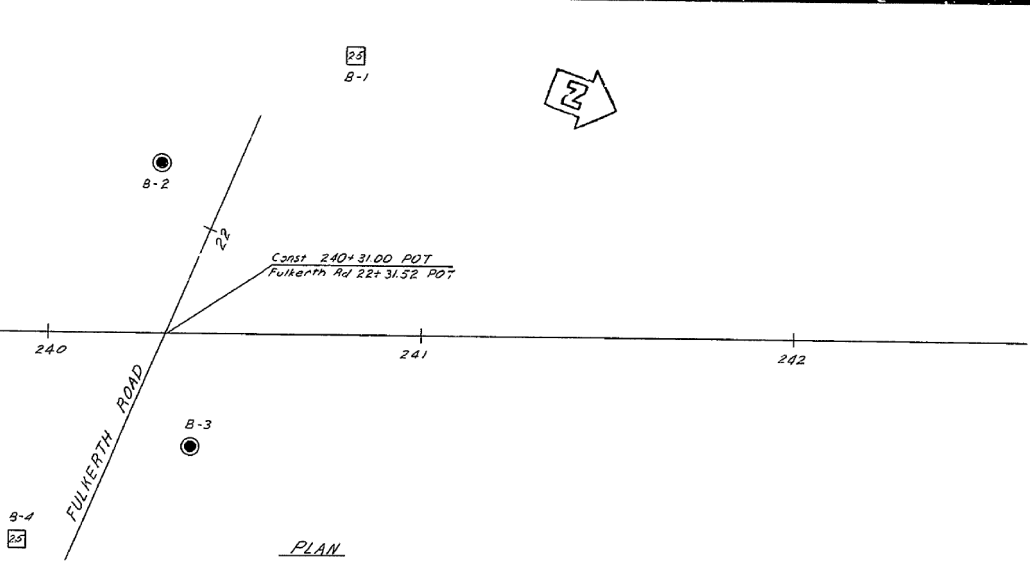 25
B-1
N
B-2
22
Const 240+31.00 POT
Fulkerth Rd 22+31.52 POT
240
241
242
FULKERTH ROAD
B-3
B-4
25
PLAN